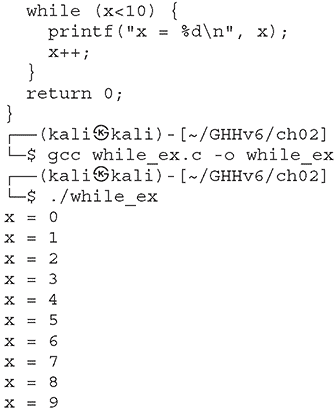 while (x<10) {
printf("x = %d\n", x);
x++;
}
return 0;
}
┌──(kali㉿kali)-[~/GHHv6/ch02]
└─$ gcc while_ex.c -o while_ex
┌──(kali㉿kali)-[~/GHHv6/ch02]
└─$ ./while_ex
x = 0
x = 1
x = 2
x = 3
x = 4
x = 5
x = 6
x = 7
x = 8
x = 9